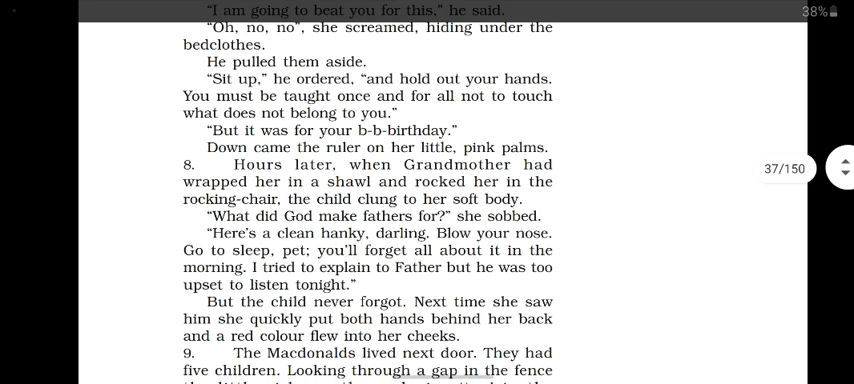 "I am going to beat you for this," he said.
38%
"Oh, no, no", she screamed, hiding under the
bedclothes.
He pulled them aside.
"Sit up," he ordered, "and hold out your hands.
You must be taught once and for all not to touch
what does not belong to you."
"But it was for your b-b-birthday."
Down came the ruler on her little, pink palms.
8. Hours later, when Grandmother had
37/150
wrapped her in a shawl and rocked her in the
rocking-chair, the child clung to her soft body.
"What did God make fathers for?" she sobbed.
"Here's a clean hanky, darling. Blow your nose.
Go to sleep, pet; you'll forget all about it in the
morning. I tried to explain to Father but he was too
upset to listen tonight."
But the child never forgot. Next time she saw
him she quickly put both hands behind her back
and a red colour flew into her cheeks.
9. The Macdonalds lived next door. They had
five children. Looking through a gap in the fence